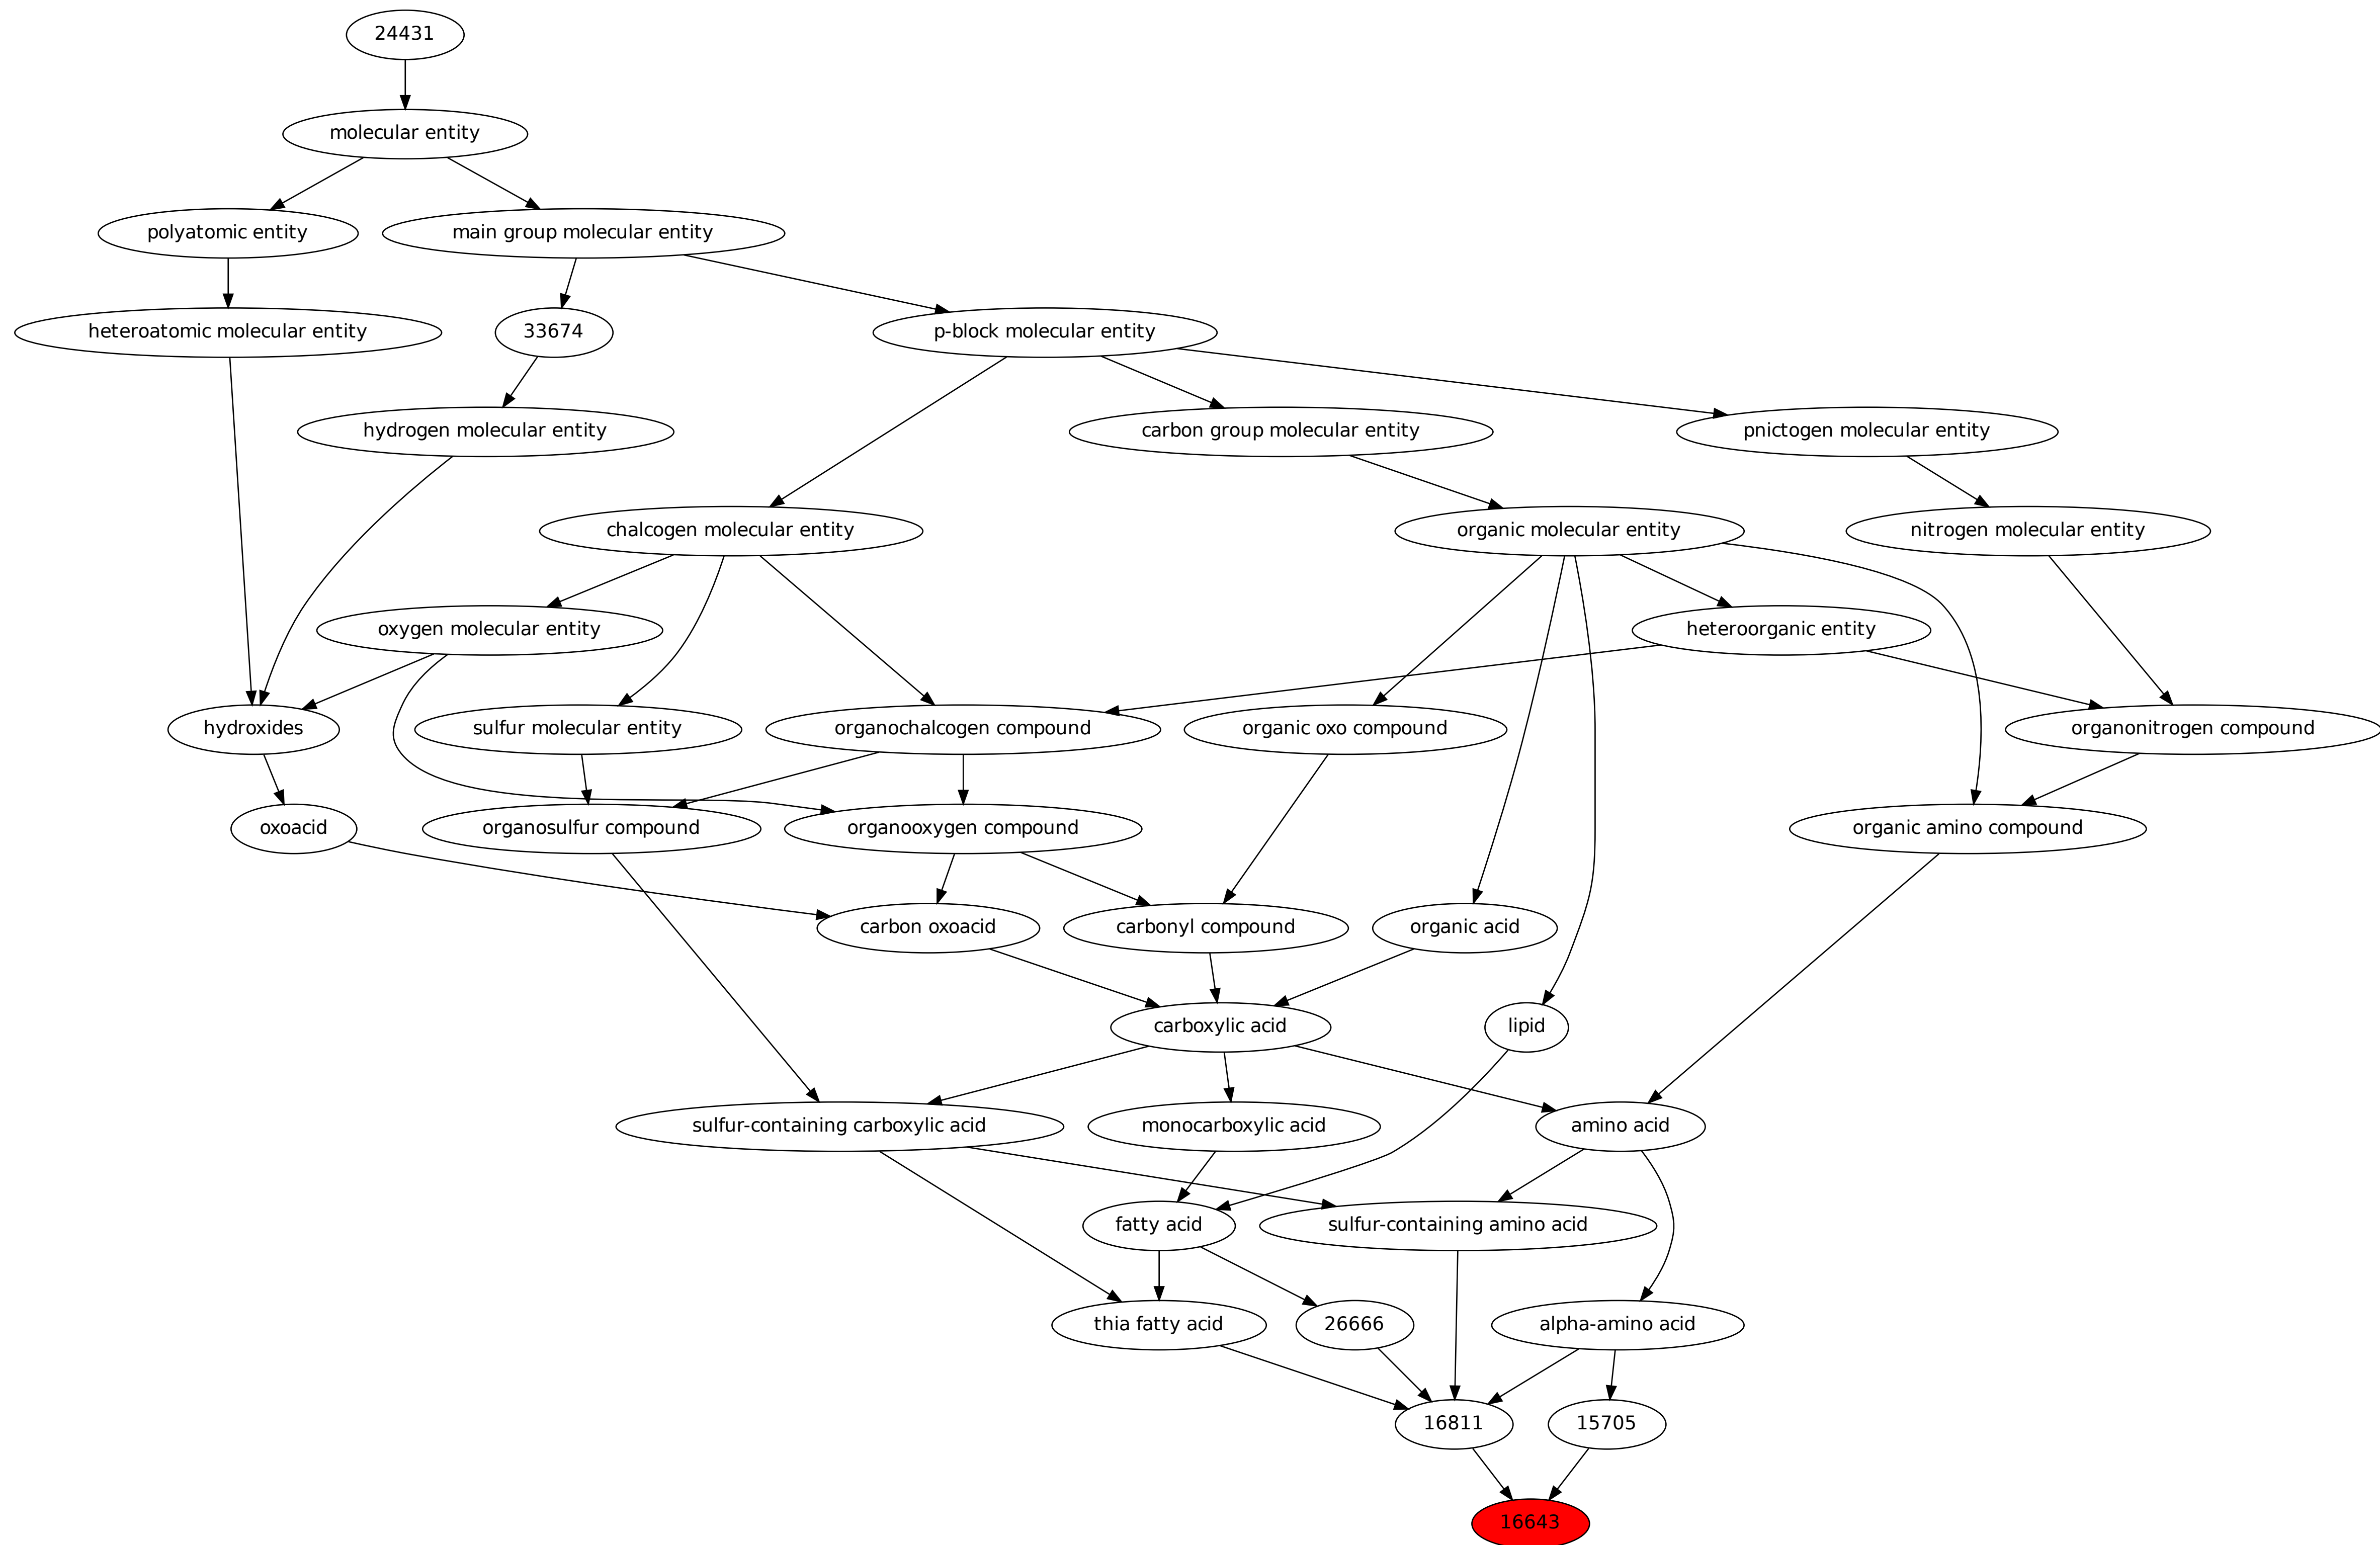 24431
molecular entity
polyatomic entity
main group molecular entity
heteroatomic molecular entity
33674
p-block molecular entity
hydrogen molecular entity
carbon group molecular entity
pnictogen molecular entity
chalcogen molecular entity
organic molecular entity
nitrogen molecular entity
oxygen molecular entity
heteroorganic entity
hydroxides
sulfur molecular entity
organochalcogen compound
organic oxo compound
organonitrogen compound
oxoacid
organosulfur compound
organooxygen compound
organic amino compound
carbon oxoacid
carbonyl compound
organic acid
carboxylic acid
lipid
sulfur-containing carboxylic acid
monocarboxylic acid
amino acid
fatty acid
sulfur-containing amino acid
thia fatty acid
26666
alpha-amino acid
16811
15705
16643